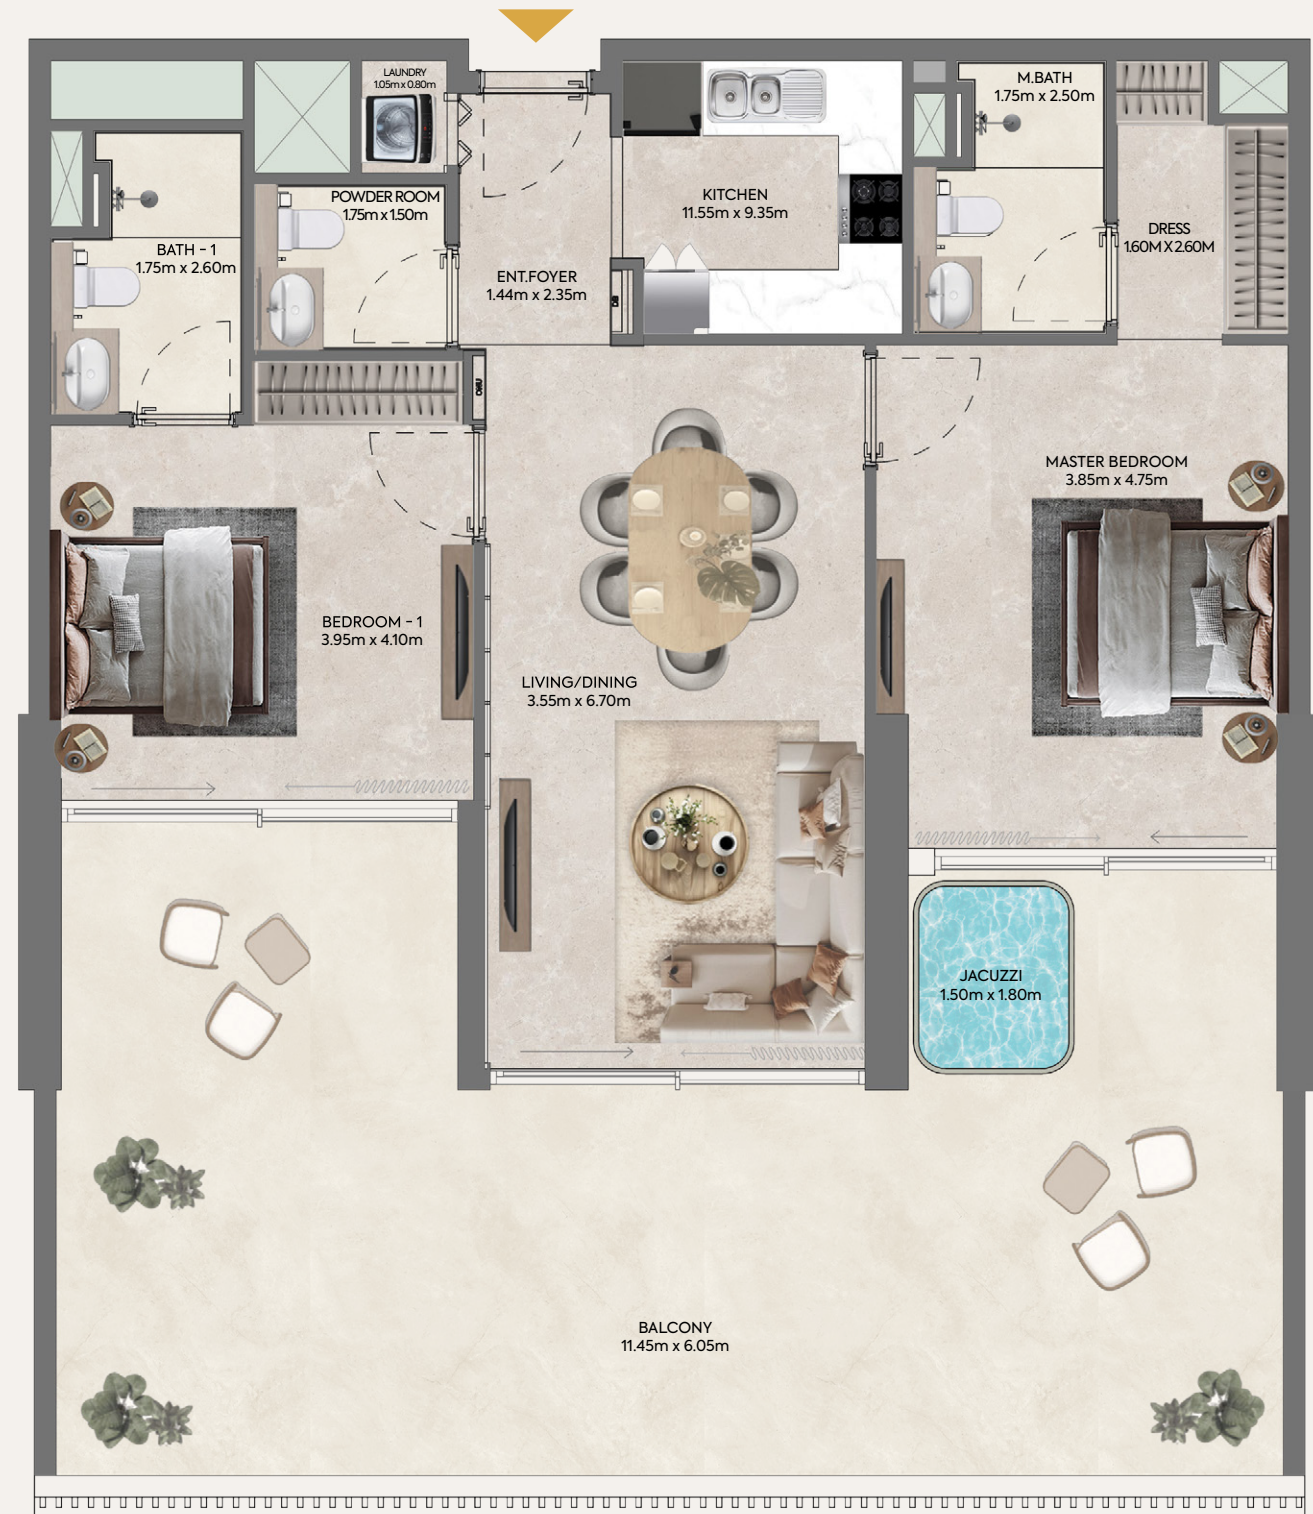 LAUNDRY
1.05m x 0.80m
M.BATH
1.75m x 2.50m
POWDER ROOM
1.75m x 1.50m
KITCHEN
11.55m x 9.35m
DRESS
1.60M X 2.60M
BATH - 1
1.75m x 2.60m
ENT.FOYER
1.44m x 2.35m
DB
MASTER BEDROOM
3.85m x 4.75m
BEDROOM - 1
3.95m x 4.10m
LIVING/DINING
3.55m x 6.70m
JACUZZI
1.50m x 1.80m
BALCONY
11.45m x 6.05m